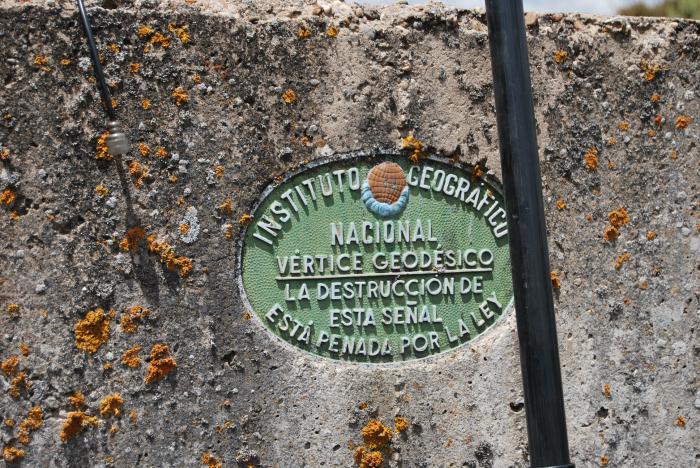 INSTITUTO GEOGRÁFICO
NACIONAL
VÉRTICE GEODÉSICO
LA DESTRUCCIÓN DE
ESTA SEÑAL
ESTÁ PENADA POR LA LEY